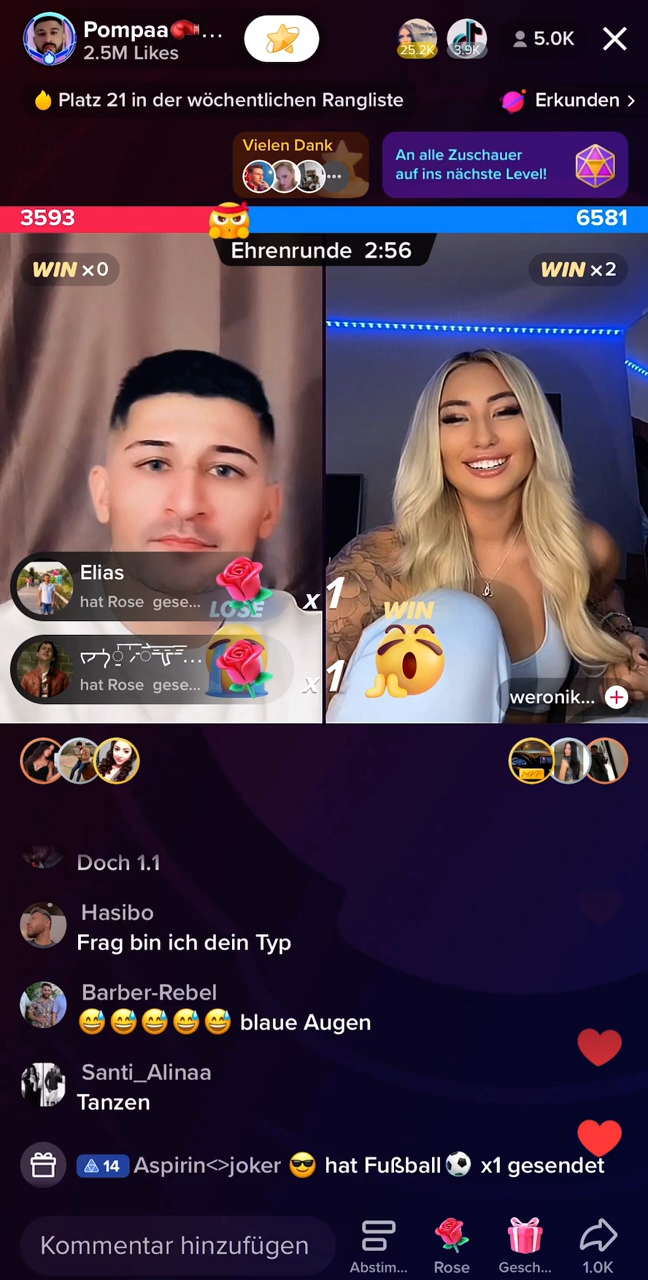 Pompaa🥊...
2.5M Likes
25.2K
3.9K
5.0K
Platz 21 in der wöchentlichen Rangliste
Erkunden >
Vielen Dank
An alle Zuschauer
auf ins nächste Level!
3593
6581
Ehrenrunde 2:56
WIN x0
WIN x2
Elias
hat Rose gese...
LOSE
x1
WIN
hat Rose gese...
x1
weronik...
Doch 1.1
Hasibo
Frag bin ich dein Typ
Barber-Rebel
😅😅😅😅😅 blaue Augen
Santi_Alinaa
Tanzen
14 Aspirin<>joker 😎 hat Fußball⚽ x1 gesendet
Kommentar hinzufügen
Abstim...
Rose
Gesch...
1.0K